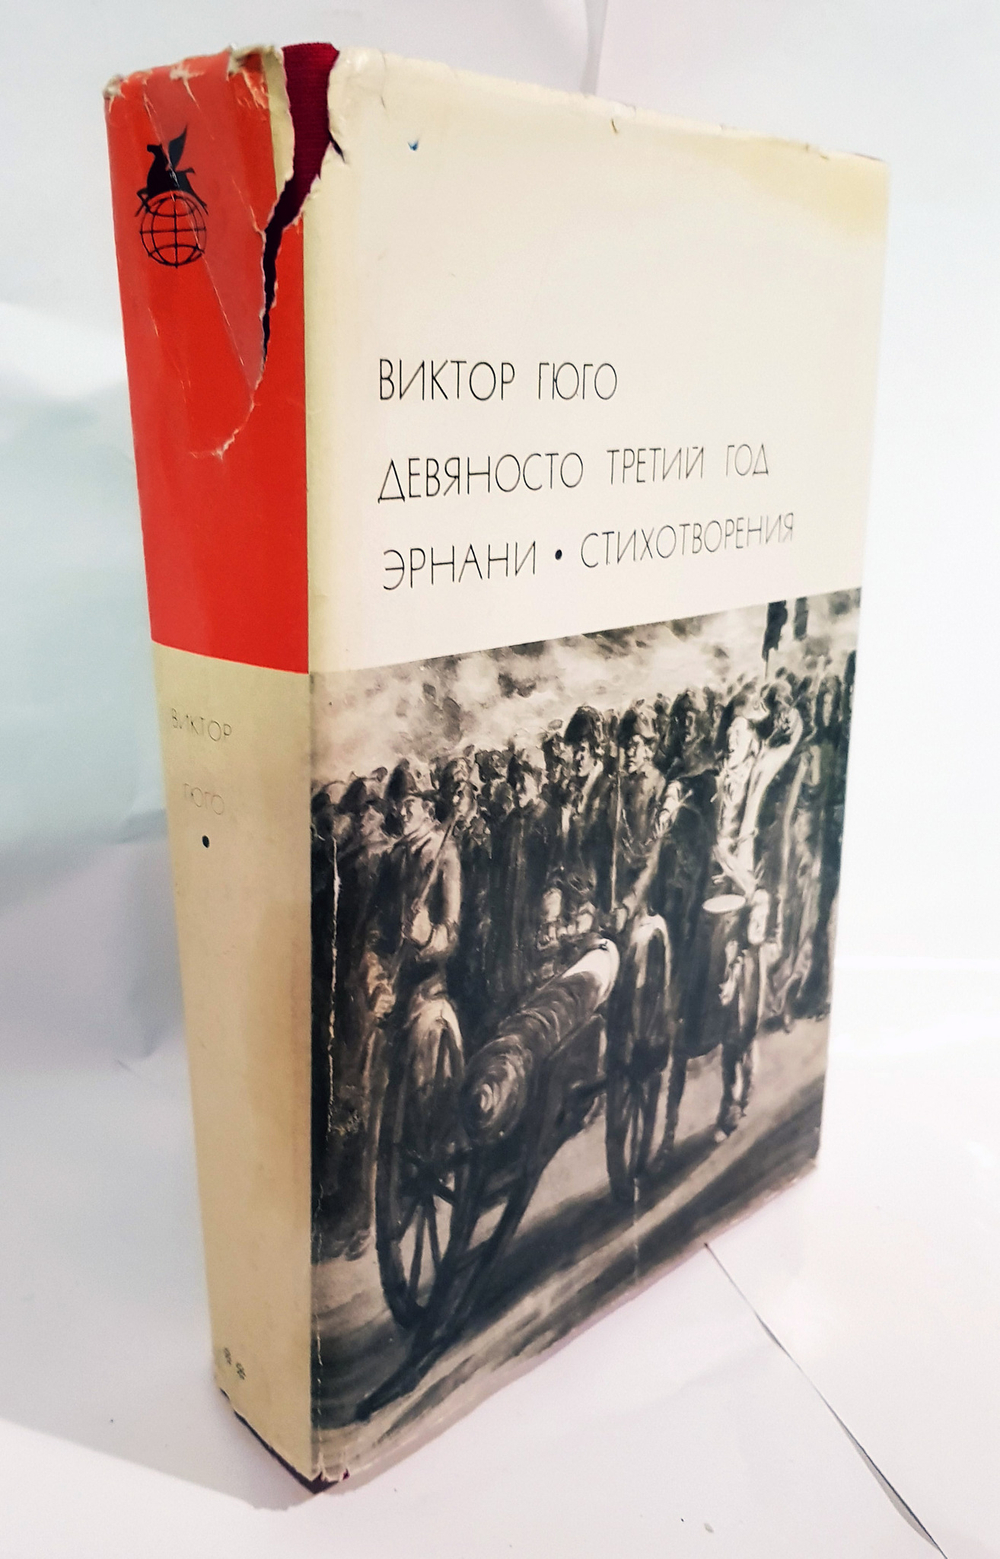 ВИКТОР ГЮГО
ДЕВЯНОСТО ТРЕТИЙ ГОД
ЭРНАНИ • СТИХОТВОРЕНИЯ
ВИКТОР
ГЮГО
•